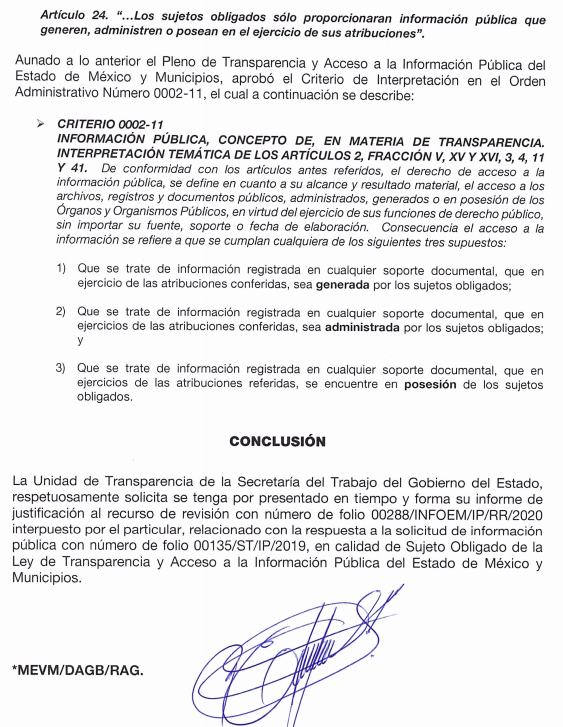 Artículo 24. “…Los sujetos obligados sólo proporcionaran información pública que
generen, administren o posean en el ejercicio de sus atribuciones”.
Aunado a lo anterior el Pleno de Transparencia y Acceso a la Información Pública del
Estado de México y Municipios, aprobó el Criterio de Interpretación en el Orden
Administrativo Número 0002-11, el cual a continuación se describe:
➢ CRITERIO 0002-11
INFORMACIÓN PÚBLICA, CONCEPTO DE, EN MATERIA DE TRANSPARENCIA.
INTERPRETACIÓN TEMÁTICA DE LOS ARTÍCULOS 2, FRACCIÓN V, XV Y XVI, 3, 4, 11
Y 41. De conformidad con los artículos antes referidos, el derecho de acceso a la
información pública, se define en cuanto a su alcance y resultado material, el acceso a los
archivos, registros y documentos públicos, administrados, generados o en posesión de los
Órganos y Organismos Públicos, en virtud del ejercicio de sus funciones de derecho público,
sin importar su fuente, soporte o fecha de elaboración. Consecuencia el acceso a la
información se refiere a que se cumplan cualquiera de los siguientes tres supuestos:
1) Que se trate de información registrada en cualquier soporte documental, que en
ejercicio de las atribuciones conferidas, sea generada por los sujetos obligados;
2) Que se trate de información registrada en cualquier soporte documental, que en
ejercicios de las atribuciones conferidas, sea administrada por los sujetos obligados;
y
3) Que se trate de información registrada en cualquier soporte documental, que en
ejercicios de las atribuciones referidas, se encuentre en posesión de los sujetos
obligados.
CONCLUSIÓN
La Unidad de Transparencia de la Secretaría del Trabajo del Gobierno del Estado,
respetuosamente solicita se tenga por presentado en tiempo y forma su informe de
justificación al recurso de revisión con número de folio 00288/INFOEM/IP/RR/2020
interpuesto por el particular, relacionado con la respuesta a la solicitud de información
pública con número de folio 00135/ST/IP/2019, en calidad de Sujeto Obligado de la
Ley de Transparencia y Acceso a la Información Pública del Estado de México y
Municipios.
*MEVM/DAGB/RAG.